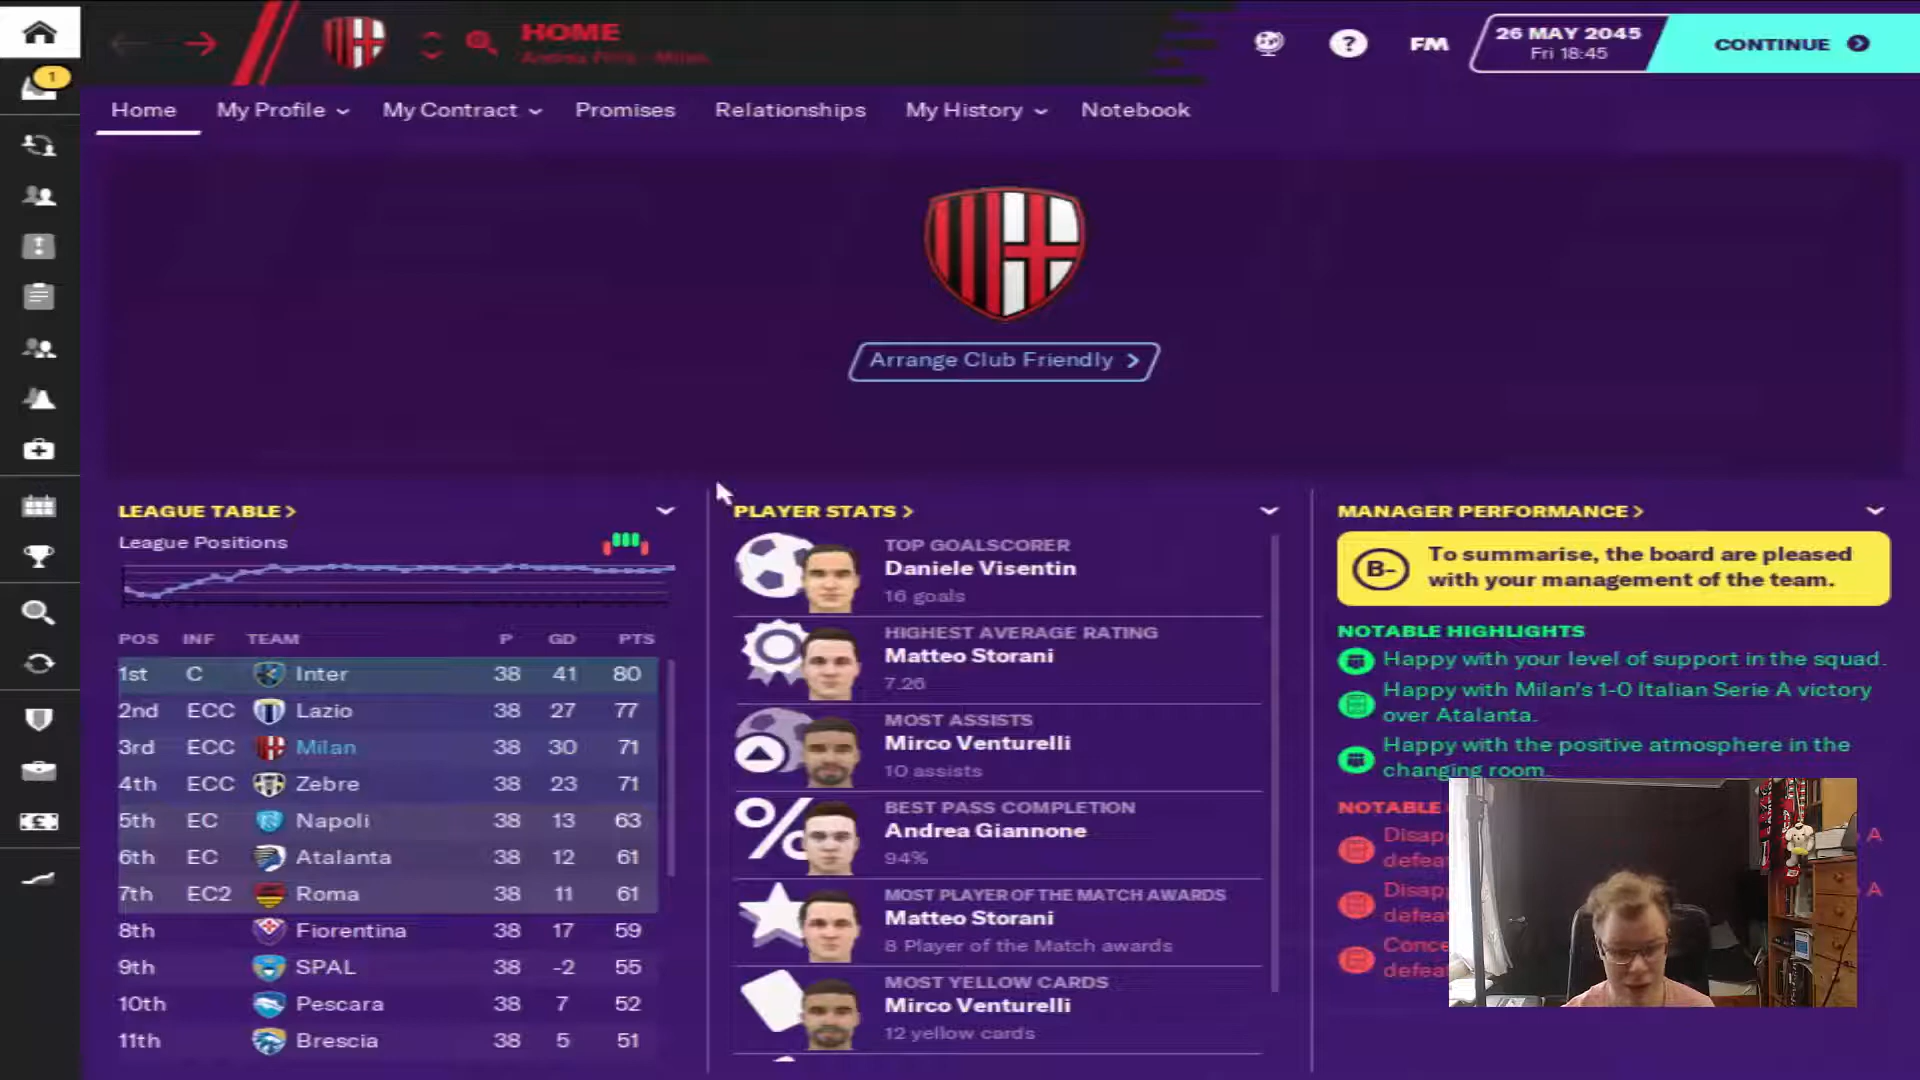 1
HOME
26 MAY 2045
Fri 18:45
CONTINUE
FM
?
Home
My Profile
My Contract
Promises
Relationships
My History
Notebook
Arrange Club Friendly >
LEAGUE TABLE >
League Positions
POS INF TEAM P GD PTS
1st C Inter 38 41 80
2nd ECC Lazio 38 27 77
3rd ECC Milan 38 30 71
4th ECC Zebre 38 23 71
5th EC Napoli 38 13 63
6th EC Atalanta 38 12 61
7th EC2 Roma 38 11 61
8th Fiorentina 38 17 59
9th SPAL 38 -2 55
10th Pescara 38 7 52
11th Brescia 38 5 51
PLAYER STATS >
TOP GOALSCORER
Daniele Visentin
16 goals
HIGHEST AVERAGE RATING
Matteo Storani
7.26
MOST ASSISTS
Mirco Venturelli
10 assists
%
BEST PASS COMPLETION
Andrea Giannone
94%
MOST PLAYER OF THE MATCH AWARDS
Matteo Storani
8 Player of the Match awards
MOST YELLOW CARDS
Mirco Venturelli
12 yellow cards
MANAGER PERFORMANCE >
B-
To summarise, the board are pleased
with your management of the team.
NOTABLE HIGHLIGHTS
Happy with your level of support in the squad.
Happy with Milan's 1-0 Italian Serie A victory
over Atalanta.
Happy with the positive atmosphere in the
changing room.
NOTABLE
A
A